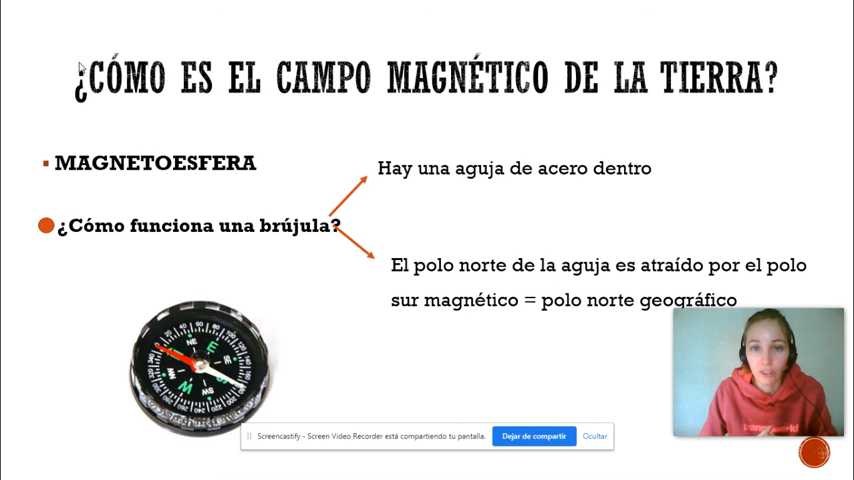 ¿CÓMO ES EL CAMPO MAGNÉTICO DE LA TIERRA?
MAGNETOESFERA
Hay una aguja de acero dentro
¿Cómo funciona una brújula?
El polo norte de la aguja es atraído por el polo
sur magnético = polo norte geográfico
NE
E
W
SW
Screencastify - Screen Video Recorder está compartiendo tu pantalla.
Dejar de compartir
Ocultar